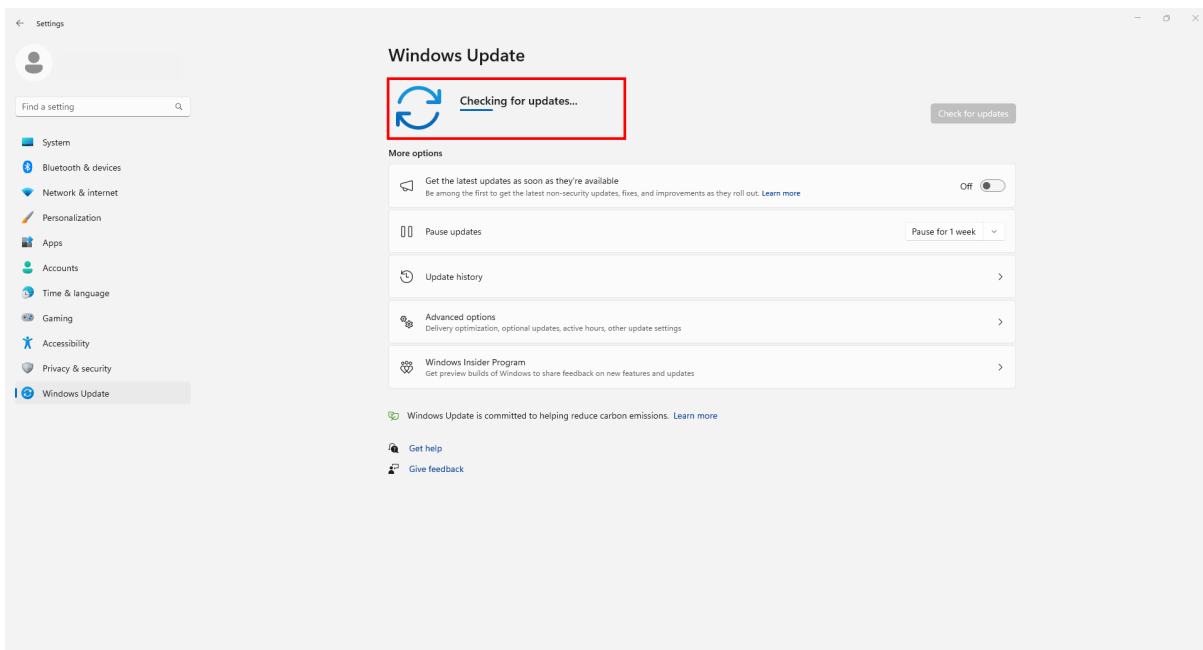 Settings
Find a setting
System
Bluetooth & devices
Network & internet
Personalization
Apps
Accounts
Time & language
Gaming
Accessibility
Privacy & security
Windows Update
Windows Update
Checking for updates...
Check for updates
More options
Get the latest updates as soon as they're available
Be among the first to get the latest non-security updates, fixes, and improvements as they roll out. Learn more
Off
Pause updates
Pause for 1 week
Update history
Advanced options
Delivery optimization, optional updates, active hours, other update settings
Windows Insider Program
Get preview builds of Windows to share feedback on new features and updates
Windows Update is committed to helping reduce carbon emissions. Learn more
Get help
Give feedback